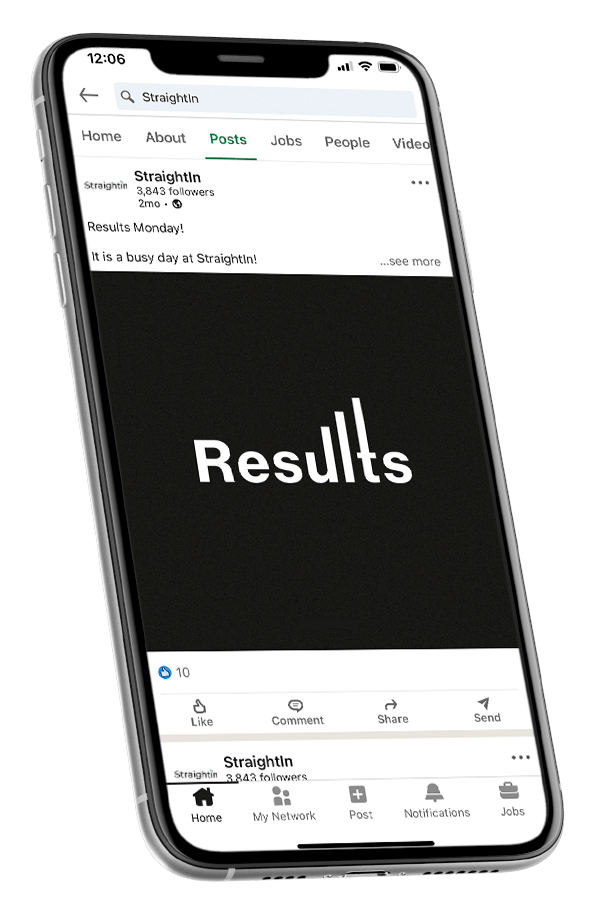 12:06
StraightIn
Home About Posts Jobs People Video
StraightIn
StraightIn
3,843 followers
2mo •
Results Monday!
It is a busy day at StraightIn!
...see more
Results
10
Like Comment Share Send
StraightIn
StraightIn
3,843 followers
Home My Network Post Notifications Jobs